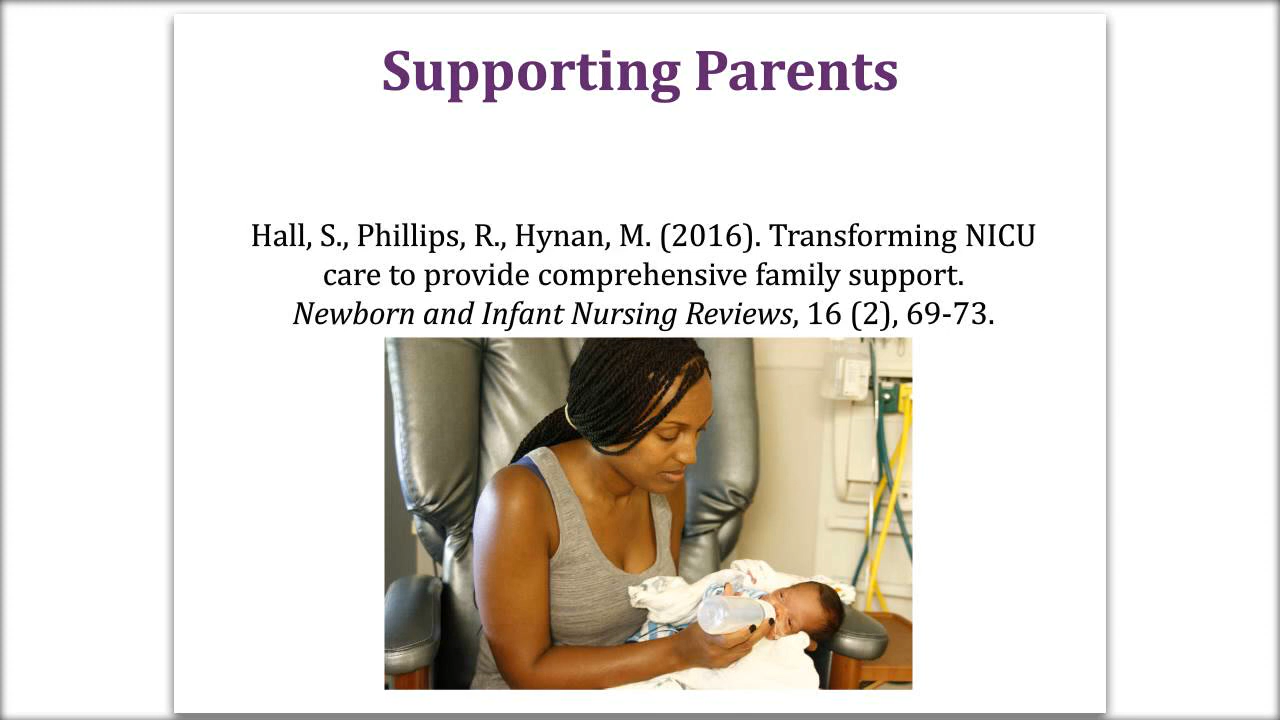 Supporting Parents
Hall, S., Phillips, R., Hynan, M. (2016). Transforming NICU
care to provide comprehensive family support.
Newborn and Infant Nursing Reviews, 16 (2), 69-73.